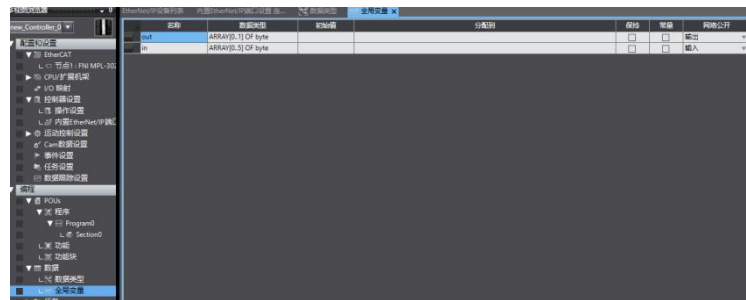 EtherNet/IP设备列表 内置EtherNet/IP端口设置 连... 数据类型 全局变量
new_Controller_0
配置和设置
EtherCAT
节点1 : FNI MPL-302
CPU/扩展机架
I/O 映射
控制器设置
操作设置
内置EtherNet/IP端口
运动控制设置
Cam数据设置
事件设置
任务设置
数据跟踪设置
编程
POUs
程序
Program0
Section0
功能
功能块
数据
数据类型
全局变量
名称 数据类型 初始值 分配到 保持 常量 网络公开
out ARRAY[0..1] OF byte 输出
in ARRAY[0..5] OF byte 输入